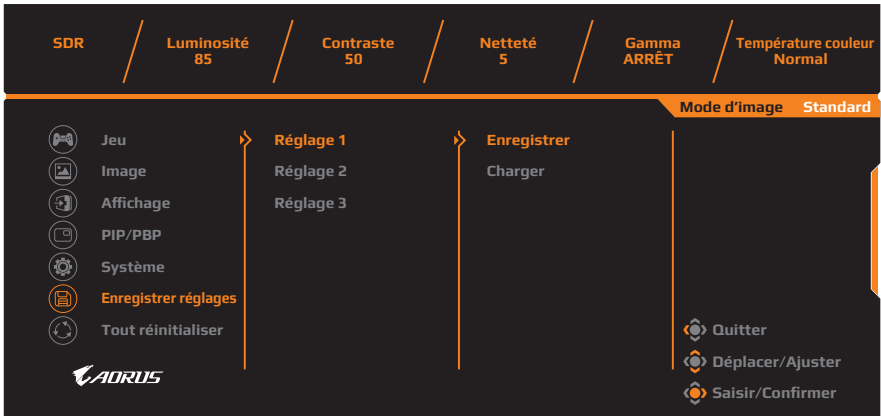 SDR
Luminosité
85
Contraste
50
Netteté
5
Gamma
ARRÊT
Température couleur
Normal
Mode d'image Standard
Jeu
Image
Affichage
PIP/PBP
Système
Enregistrer réglages
Tout réinitialiser
Réglage 1
Réglage 2
Réglage 3
Enregistrer
Charger
Quitter
Déplacer/Ajuster
Saisir/Confirmer
AORUS